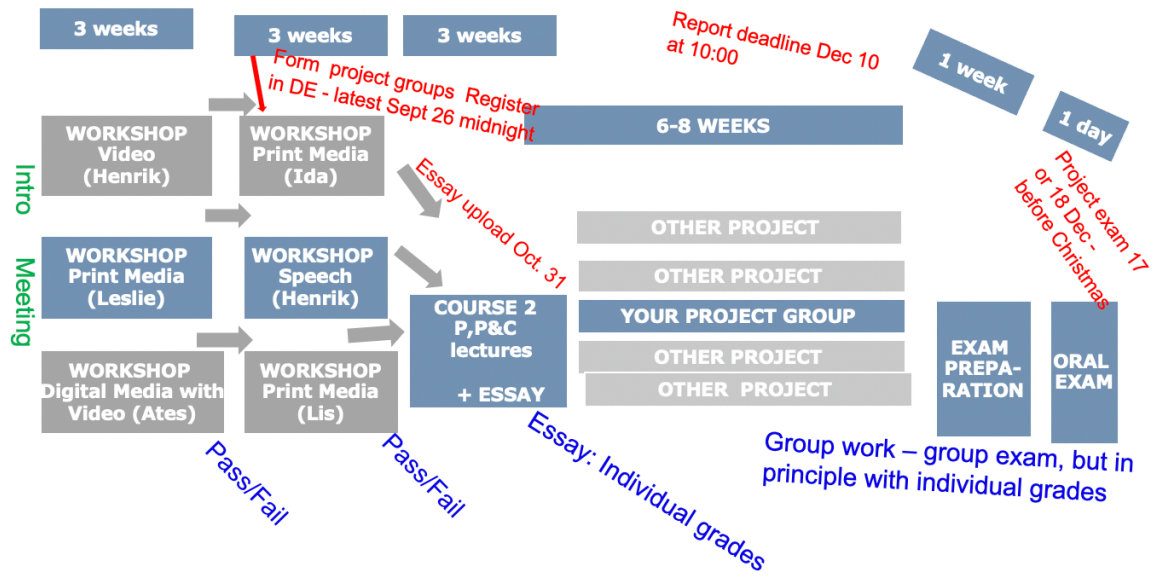 3 weeks
3 weeks
3 weeks
Report deadline Dec 10
at 10:00
1 week
1 day
Form  project groups  Register
in DE - latest Sept 26 midnight
6-8 WEEKS
Intro
Meeting
WORKSHOP
Video
(Henrik)
WORKSHOP
Print Media
(Ida)
Essay upload Oct. 31
Project exam 17
or 18 Dec -
before Christmas
WORKSHOP
Print Media
(Leslie)
WORKSHOP
Speech
(Henrik)
WORKSHOP
Digital Media with
Video (Ates)
WORKSHOP
Print Media
(Lis)
COURSE 2
P,P&C
lectures
+ ESSAY
OTHER PROJECT
OTHER PROJECT
YOUR PROJECT GROUP
OTHER PROJECT
OTHER  PROJECT
EXAM
PREPA-
RATION
ORAL
EXAM
Pass/Fail
Pass/Fail
Essay: Individual grades
Group work – group exam, but in
principle with individual grades